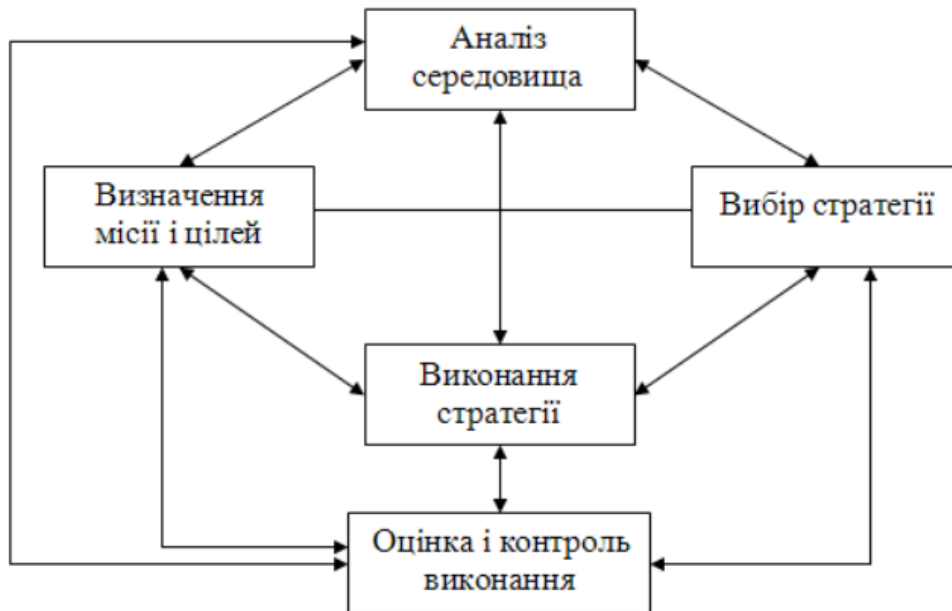 Аналіз
середовища
Визначення
місії і цілей
Вибір стратегії
Виконання
стратегії
Оцінка і контроль
виконання